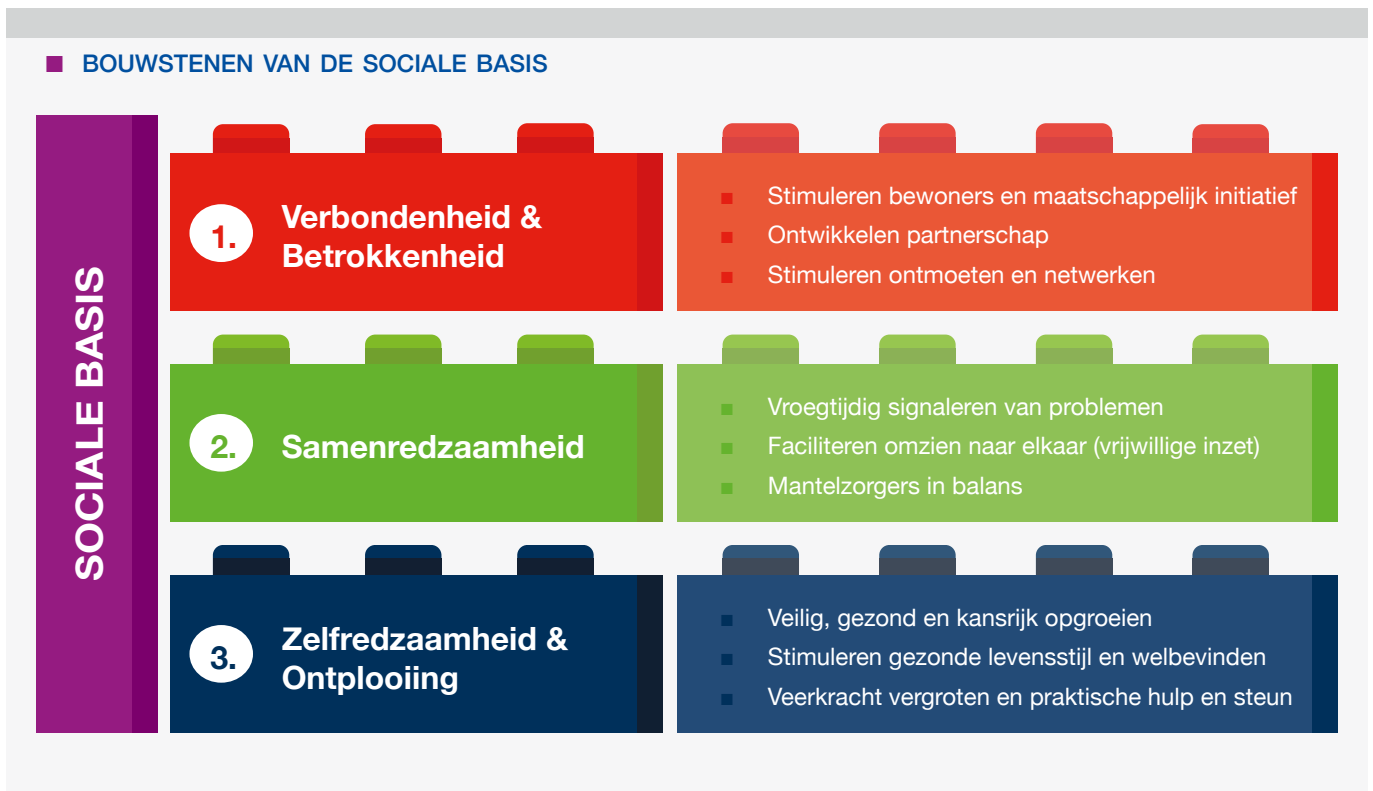 BOUWSTENEN VAN DE SOCIALE BASIS
SOCIALE BASIS
1.
Verbondenheid &
Betrokkenheid
Stimuleren bewoners en maatschappelijk initiatief
Ontwikkelen partnerschap
Stimuleren ontmoeten en netwerken
2.
Samenredzaamheid
Vroegtijdig signaleren van problemen
Faciliteren omzien naar elkaar (vrijwillige inzet)
Mantelzorgers in balans
3.
Zelfredzaamheid &
Ontplooiing
Veilig, gezond en kansrijk opgroeien
Stimuleren gezonde levensstijl en welbevinden
Veerkracht vergroten en praktische hulp en steun